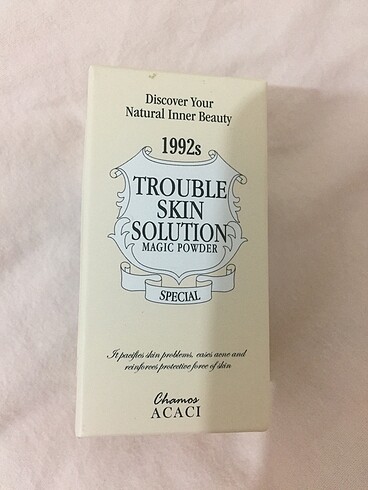 Discover Your
Natural Inner Beauty
1992s
TROUBLE
SKIN
SOLUTION
MAGIC POWDER
SPECIAL
It pacifies skin problems, eases acne and
reinforces protective force of skin
Chamos
ACACI